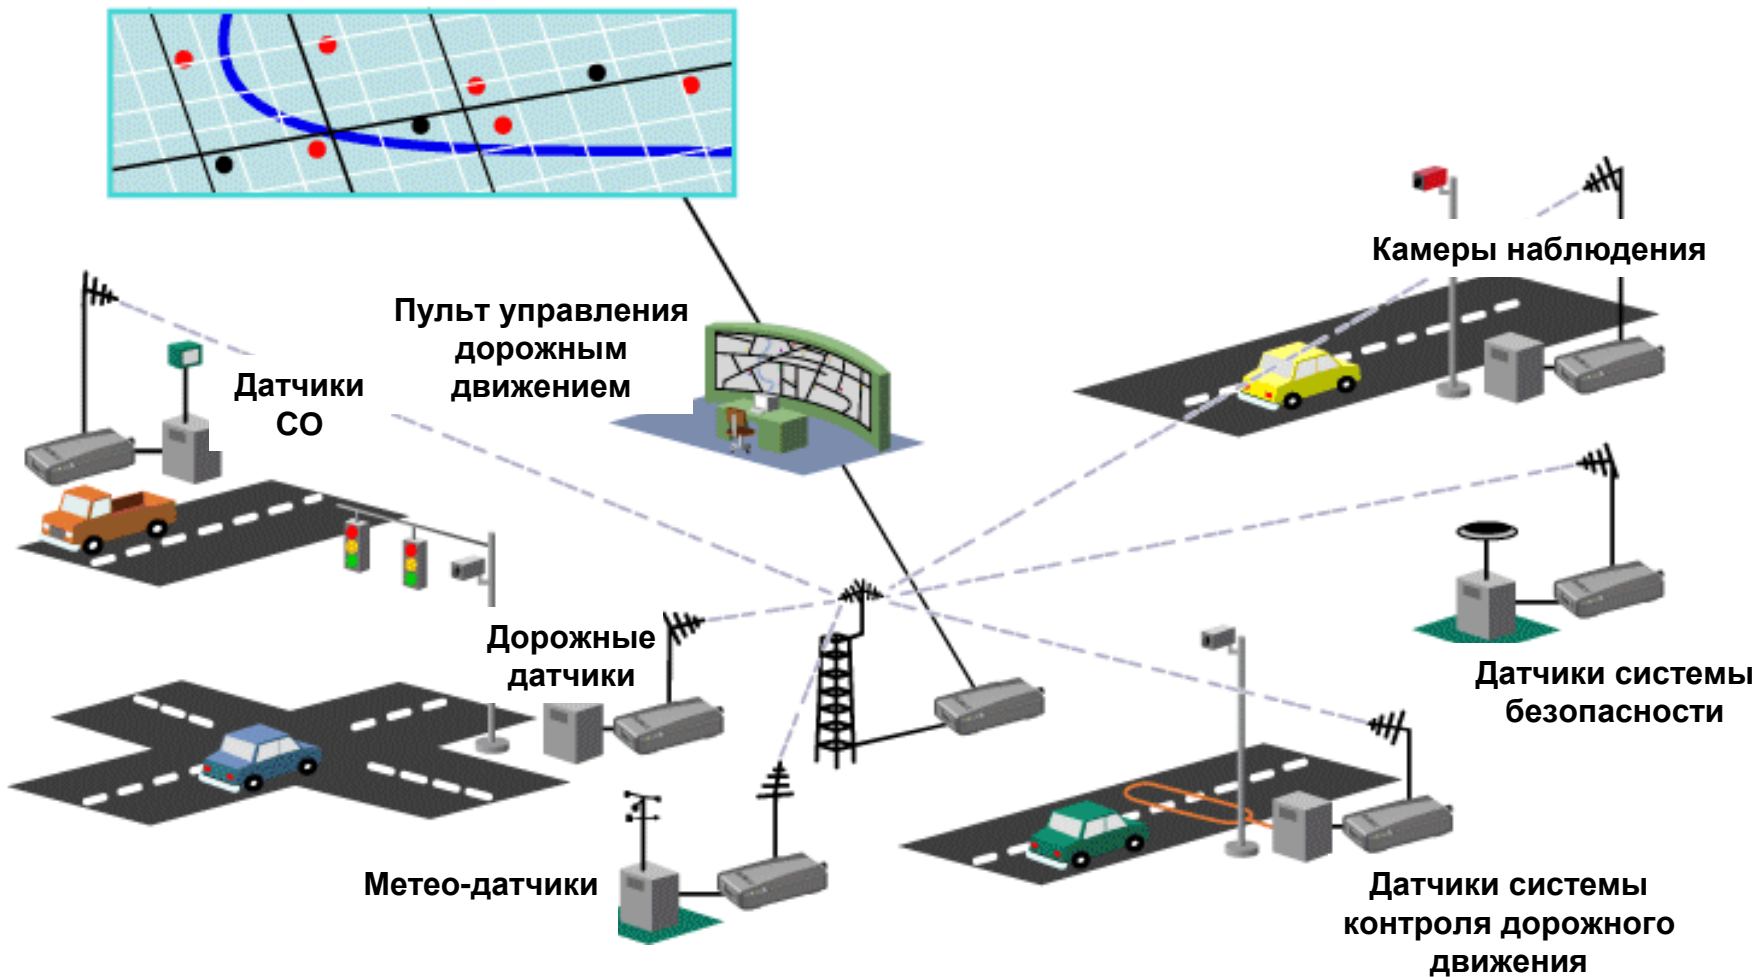 Камеры наблюдения
Пульт управления
дорожным
движением
Датчики
СО
Дорожные
датчики
Датчики системы
безопасности
Метео-датчики
Датчики системы
контроля дорожного
движения